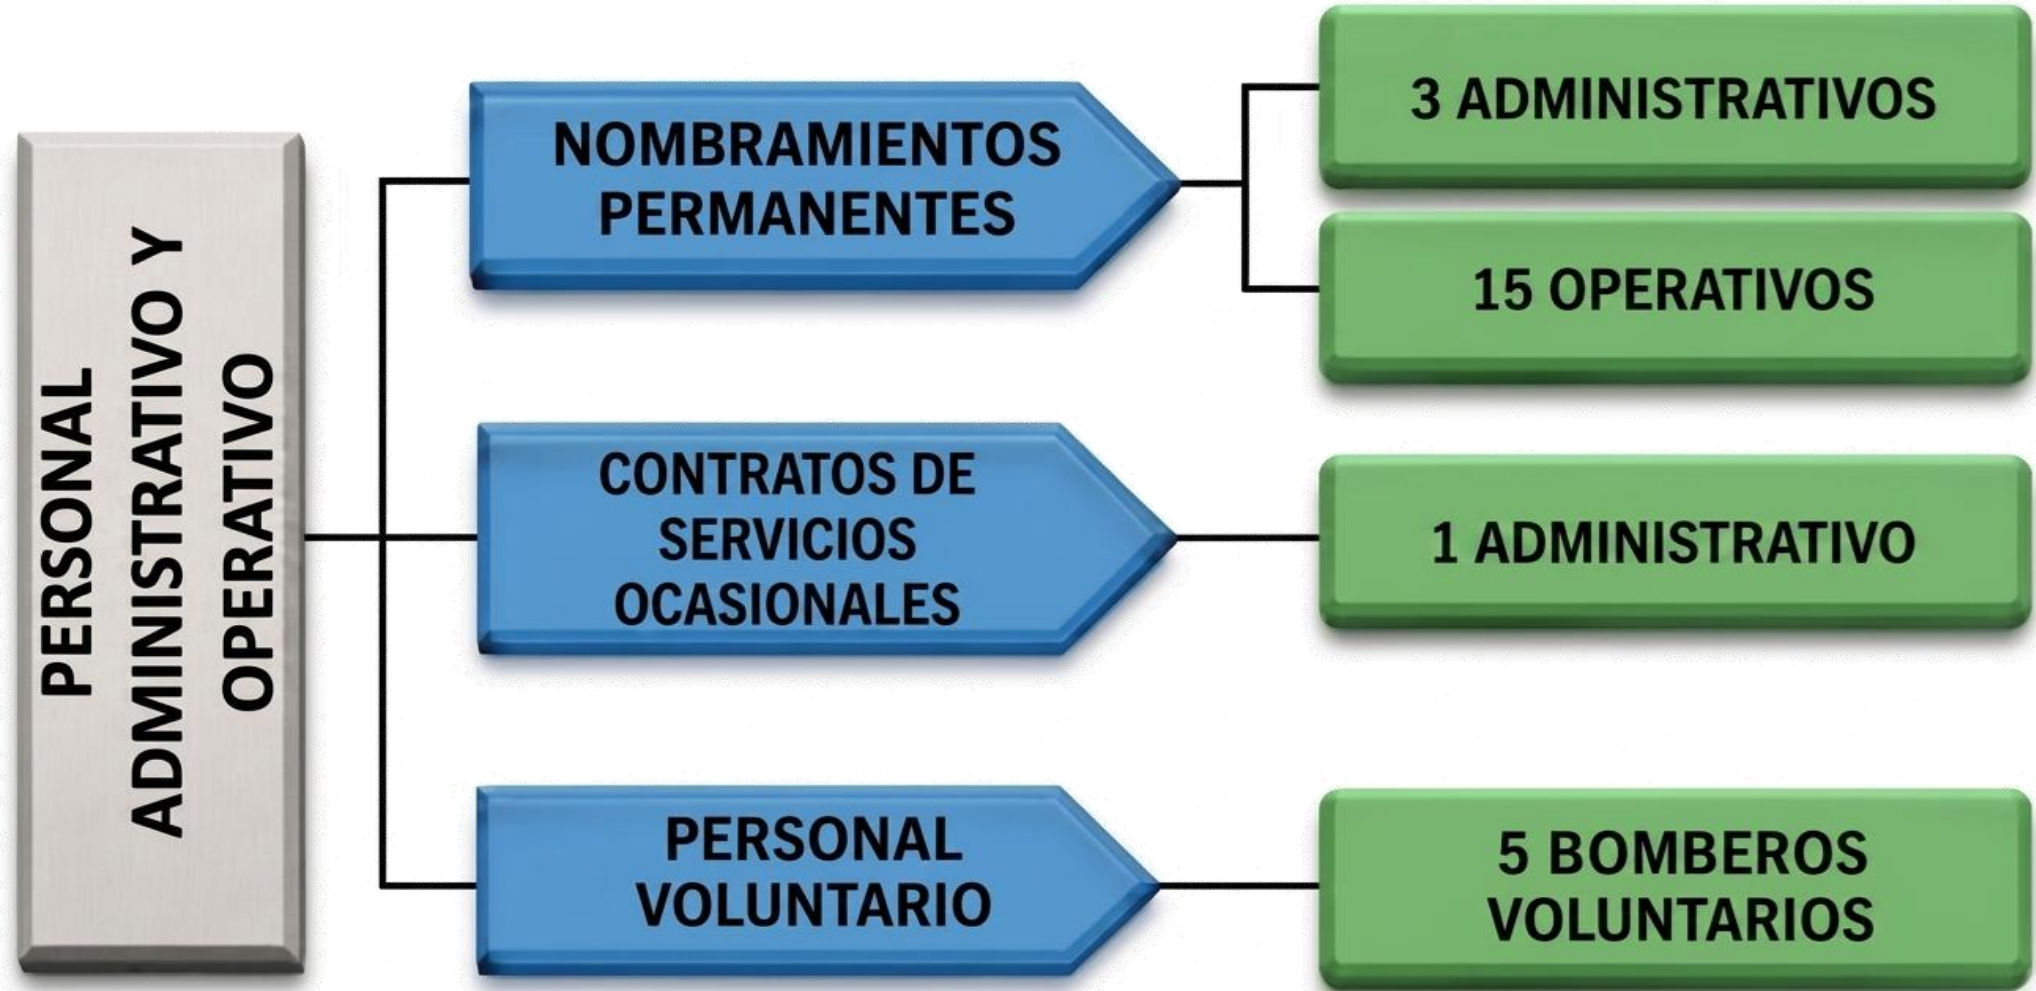 PERSONAL
ADMINISTRATIVO Y
OPERATIVO
NOMBRAMIENTOS
PERMANENTES
3 ADMINISTRATIVOS
15 OPERATIVOS
CONTRATOS DE
SERVICIOS
OCASIONALES
1 ADMINISTRATIVO
PERSONAL
VOLUNTARIO
5 BOMBEROS
VOLUNTARIOS